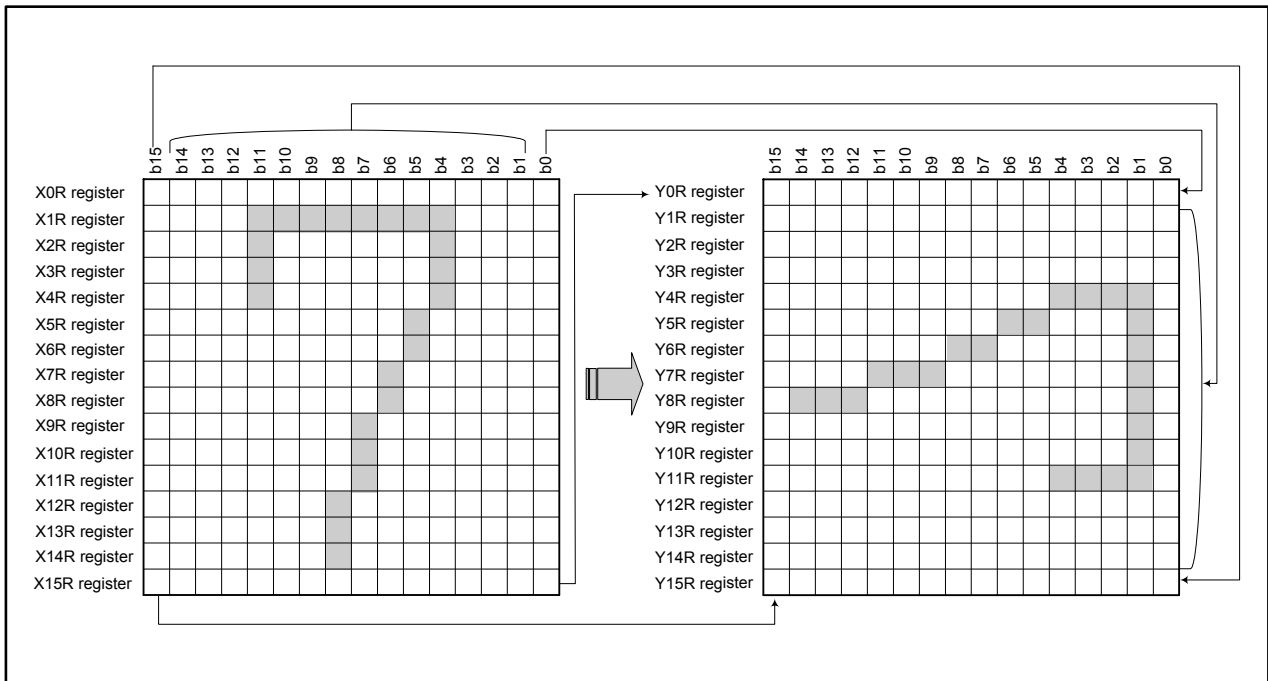 b15 b14 b13 b12 b11 b10 b9 b8 b7 b6 b5 b4 b3 b2 b1 b0
X0R register
X1R register
X2R register
X3R register
X4R register
X5R register
X6R register
X7R register
X8R register
X9R register
X10R register
X11R register
X12R register
X13R register
X14R register
X15R register
b15 b14 b13 b12 b11 b10 b9 b8 b7 b6 b5 b4 b3 b2 b1 b0
Y0R register
Y1R register
Y2R register
Y3R register
Y4R register
Y5R register
Y6R register
Y7R register
Y8R register
Y9R register
Y10R register
Y11R register
Y12R register
Y13R register
Y14R register
Y15R register